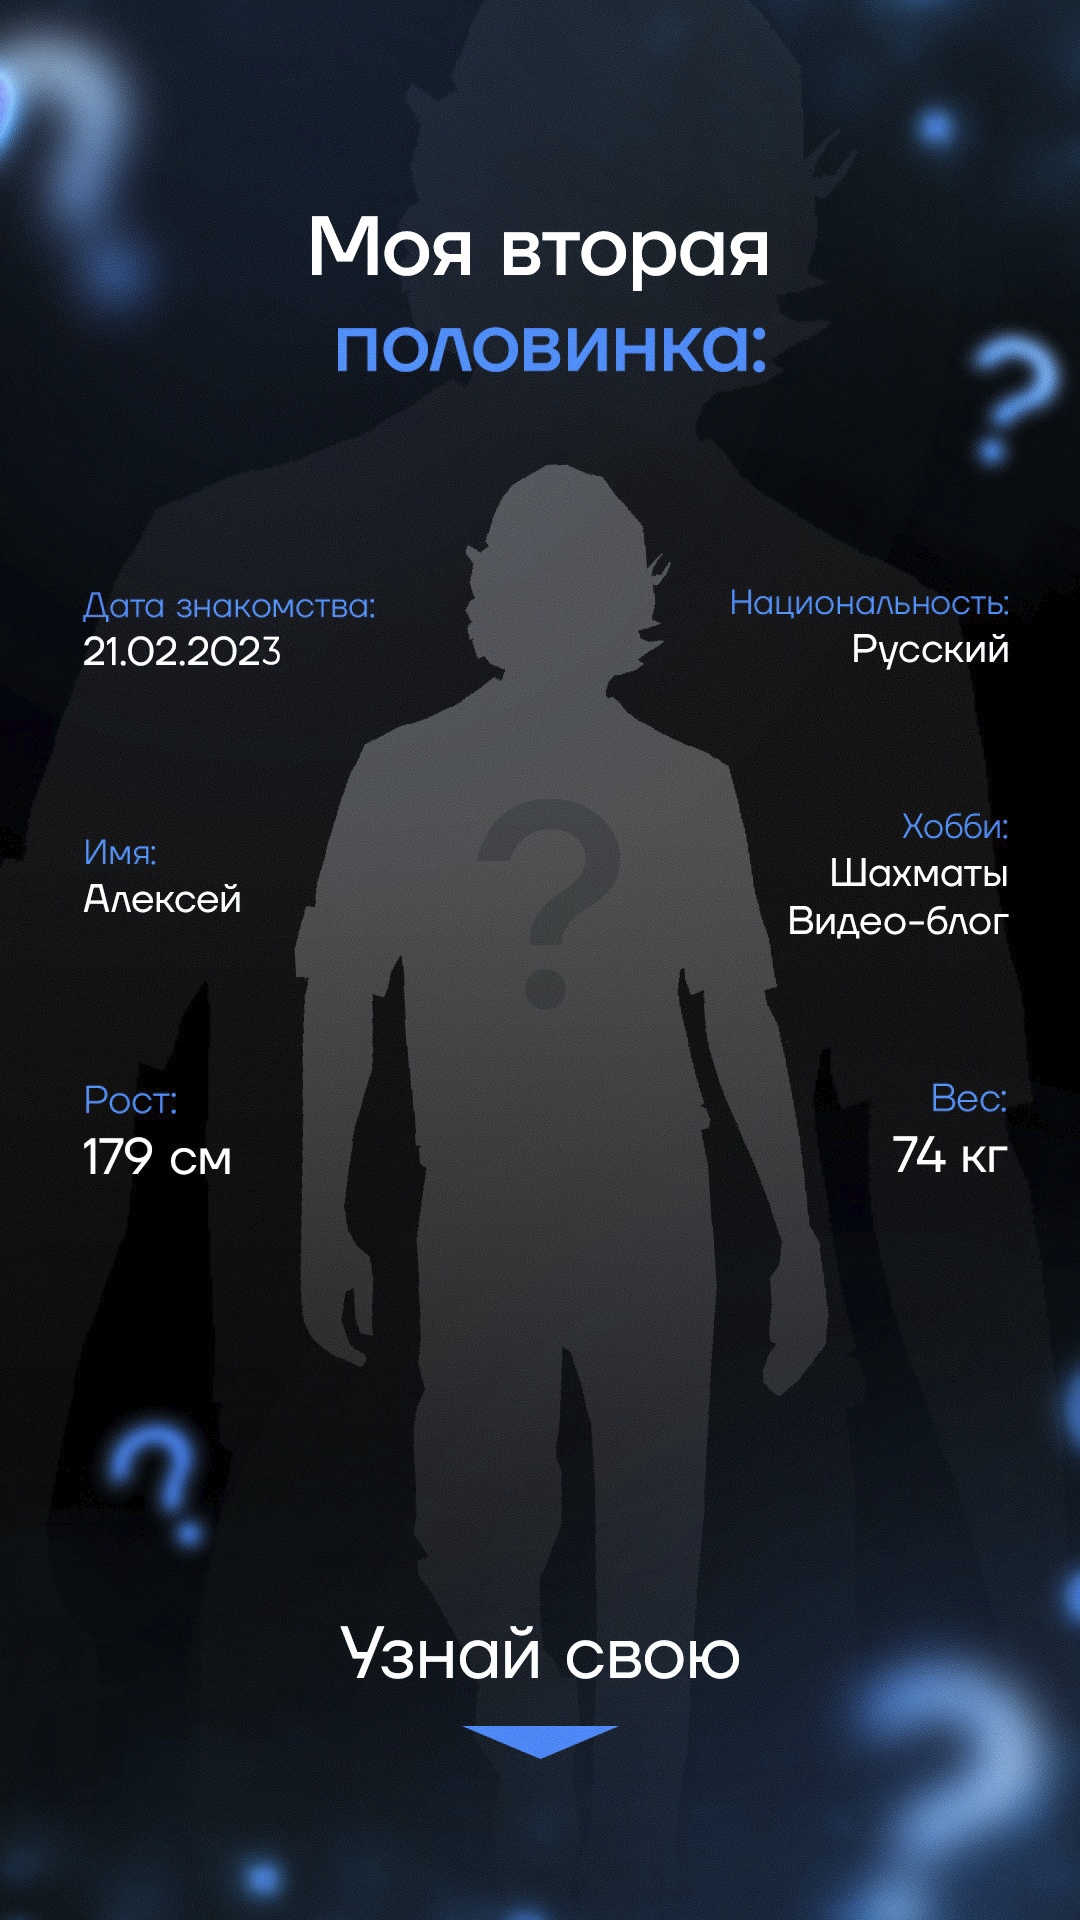 Моя вторая
половинка:
Дата знакомства:
21.02.2023
Национальность:
Русский
Имя:
Алексей
Хобби:
Шахматы
Видео-блог
Рост:
179 см
Вес:
74 кг
?
Узнай свою